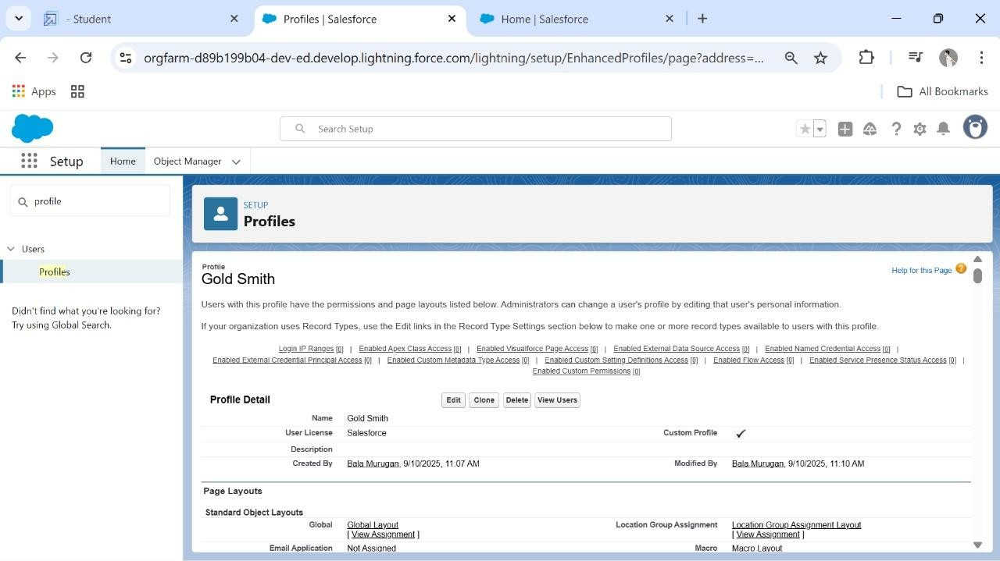 - Student
Profiles | Salesforce
Home | Salesforce
orgfarm-d89b199b04-dev-ed.develop.lightning.force.com/lightning/setup/EnhancedProfiles/page?address=...
Apps
All Bookmarks
Search Setup
Setup
Home
Object Manager
profile
Users
Profiles
Didn't find what you're looking for?
Try using Global Search.
SETUP
Profiles
Profile
Gold Smith
Help for this Page ?
Users with this profile have the permissions and page layouts listed below. Administrators can change a user's profile by editing that user's personal information.
If your organization uses Record Types, use the Edit links in the Record Type Settings section below to make one or more record types available to users with this profile.
Login IP Ranges [0] | Enabled Apex Class Access [0] | Enabled Visualforce Page Access [0] | Enabled External Data Source Access [0] | Enabled Named Credential Access [0] |
Enabled External Credential Principal Access [0] | Enabled Custom Metadata Type Access [0] | Enabled Custom Setting Definitions Access [0] | Enabled Flow Access [0] | Enabled Service Presence Status Access [0] |
Enabled Custom Permissions [0]
Profile Detail Edit Clone Delete View Users
Name Gold Smith
User License Salesforce Custom Profile ✓
Description
Created By Bala Murugan, 9/10/2025, 11:07 AM Modified By Bala Murugan, 9/10/2025, 11:10 AM
Page Layouts
Standard Object Layouts
Global Global Layout Location Group Assignment Location Group Assignment Layout
[ View Assignment ] [ View Assignment ]
Email Application Not Assigned Macro Macro Layout